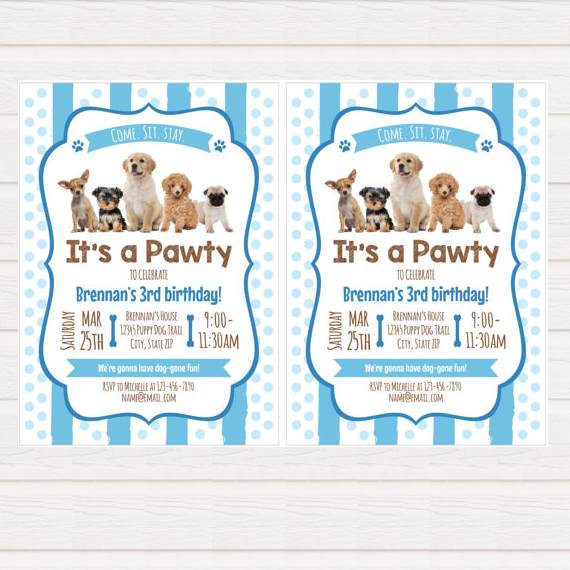 COME. SIT. STAY.
It's a Pawty
TO CELEBRATE
Brennan's 3rd birthday!
SATURDAY
MAR
25TH
BRENNAN'S HOUSE
12345 PUPPY DOG TRAIL
CITY, STATE ZIP
9:00-
11:30AM
We're gonna have dog-gone fun!
RSVP TO MICHELLE AT 123-456-7890
NAME@EMAIL.COM
COME. SIT. STAY.
It's a Pawty
TO CELEBRATE
Brennan's 3rd birthday!
SATURDAY
MAR
25TH
BRENNAN'S HOUSE
12345 PUPPY DOG TRAIL
CITY, STATE ZIP
9:00-
11:30AM
We're gonna have dog-gone fun!
RSVP TO MICHELLE AT 123-456-7890
NAME@EMAIL.COM